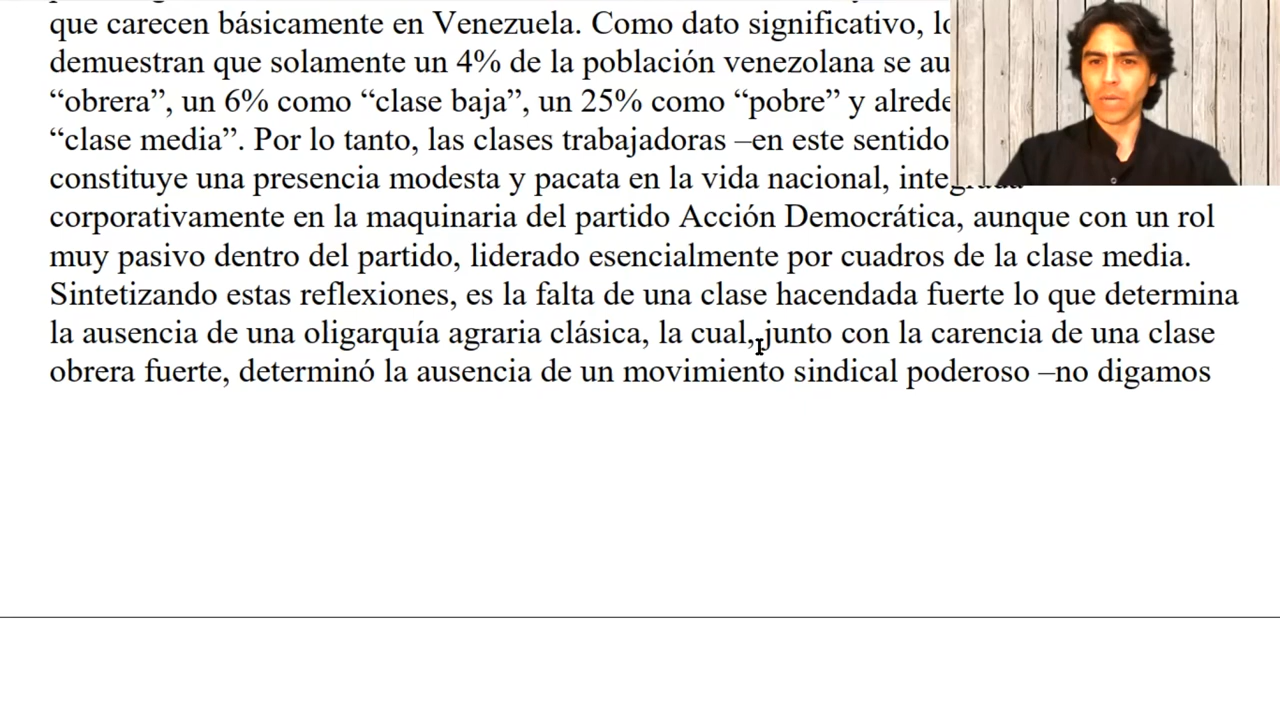 que carecen básicamente en Venezuela. Como dato significativo,
demuestran que solamente un 4% de la población venezolana se
“obrera”, un 6% como “clase baja”, un 25% como “pobre” y
“clase media”. Por lo tanto, las clases trabajadoras –en este sentido
constituye una presencia modesta y pacata en la vida nacional, integrada
corporativamente en la maquinaria del partido Acción Democrática, aunque con un rol
muy pasivo dentro del partido, liderado esencialmente por cuadros de la clase media.
Sintetizando estas reflexiones, es la falta de una clase hacendada fuerte lo que determina
la ausencia de una oligarquía agraria clásica, la cual, junto con la carencia de una clase
obrera fuerte, determinó la ausencia de un movimiento sindical poderoso –no digamos